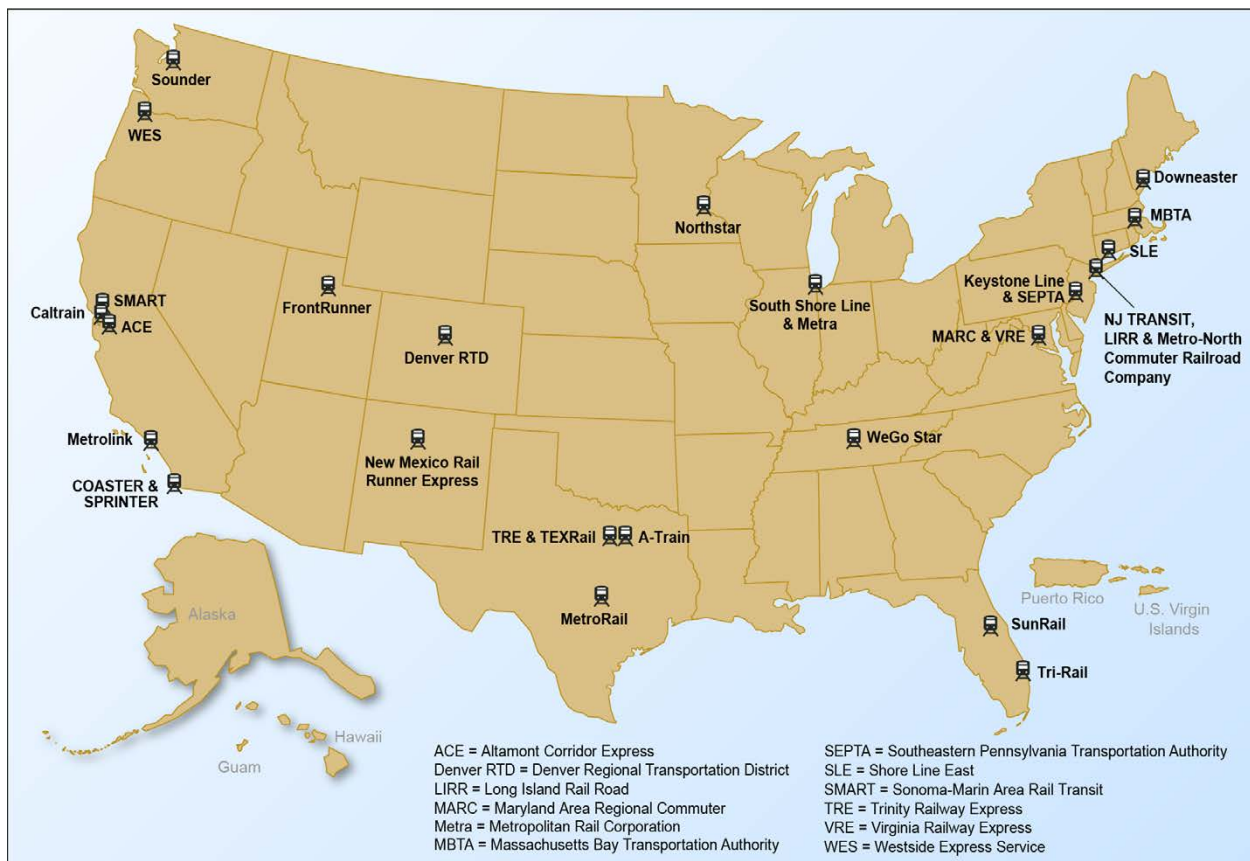 Sounder
WES
Downeaster
Northstar
MBTA
SLE
Keystone Line
& SEPTA
SMART
Caltrain
ACE
FrontRunner
South Shore Line
& Metra
NJ TRANSIT,
LIRR & Metro-North
Commuter Railroad
Company
Denver RTD
MARC & VRE
Metrolink
New Mexico Rail
Runner Express
WeGo Star
COASTER &
SPRINTER
TRE & TEXRail
A-Train
MetroRail
Puerto Rico
U.S. Virgin
Islands
Alaska
SunRail
Tri-Rail
Hawaii
Guam
ACE = Altamont Corridor Express
Denver RTD = Denver Regional Transportation District
LIRR = Long Island Rail Road
MARC = Maryland Area Regional Commuter
Metra = Metropolitan Rail Corporation
MBTA = Massachusetts Bay Transportation Authority
SEPTA = Southeastern Pennsylvania Transportation Authority
SLE = Shore Line East
SMART = Sonoma-Marin Area Rail Transit
TRE = Trinity Railway Express
VRE = Virginia Railway Express
WES = Westside Express Service